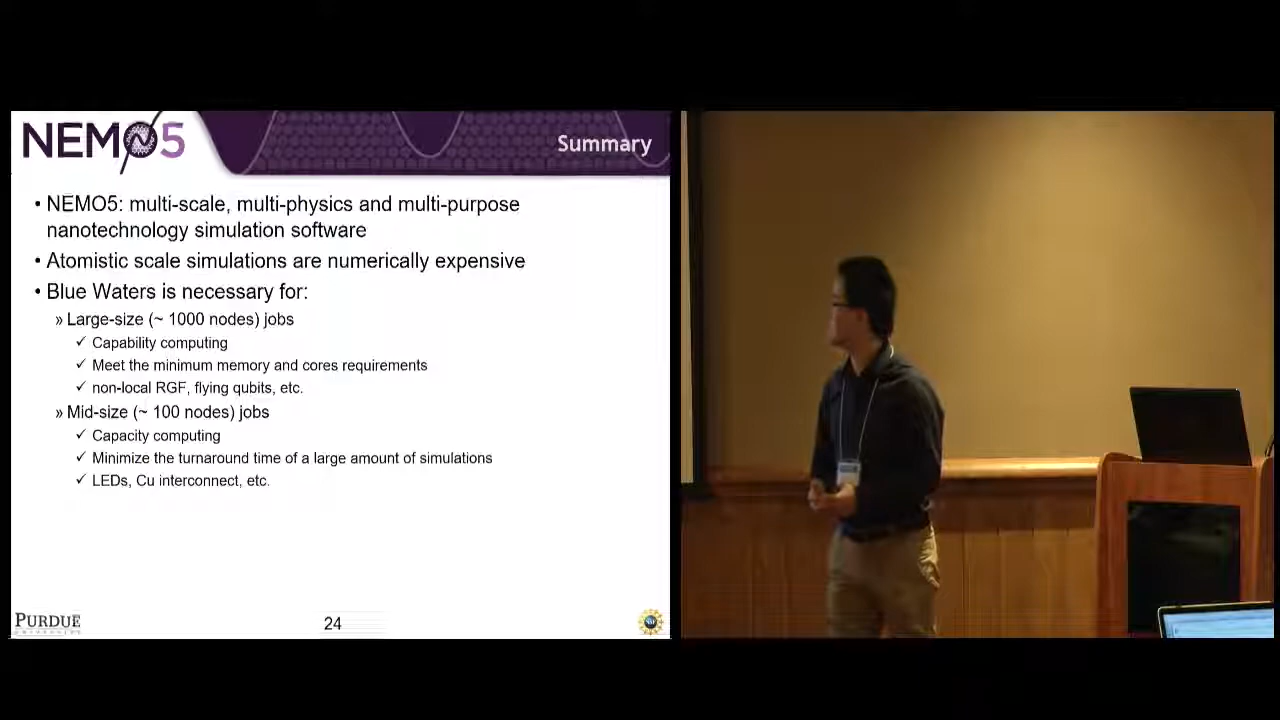 NEMO5
Summary
• NEMO5: multi-scale, multi-physics and multi-purpose
nanotechnology simulation software
• Atomistic scale simulations are numerically expensive
• Blue Waters is necessary for:
» Large-size (~ 1000 nodes) jobs
✓ Capability computing
✓ Meet the minimum memory and cores requirements
✓ non-local RGF, flying qubits, etc.
» Mid-size (~ 100 nodes) jobs
✓ Capacity computing
✓ Minimize the turnaround time of a large amount of simulations
✓ LEDs, Cu interconnect, etc.
PURDUE
24
NSF